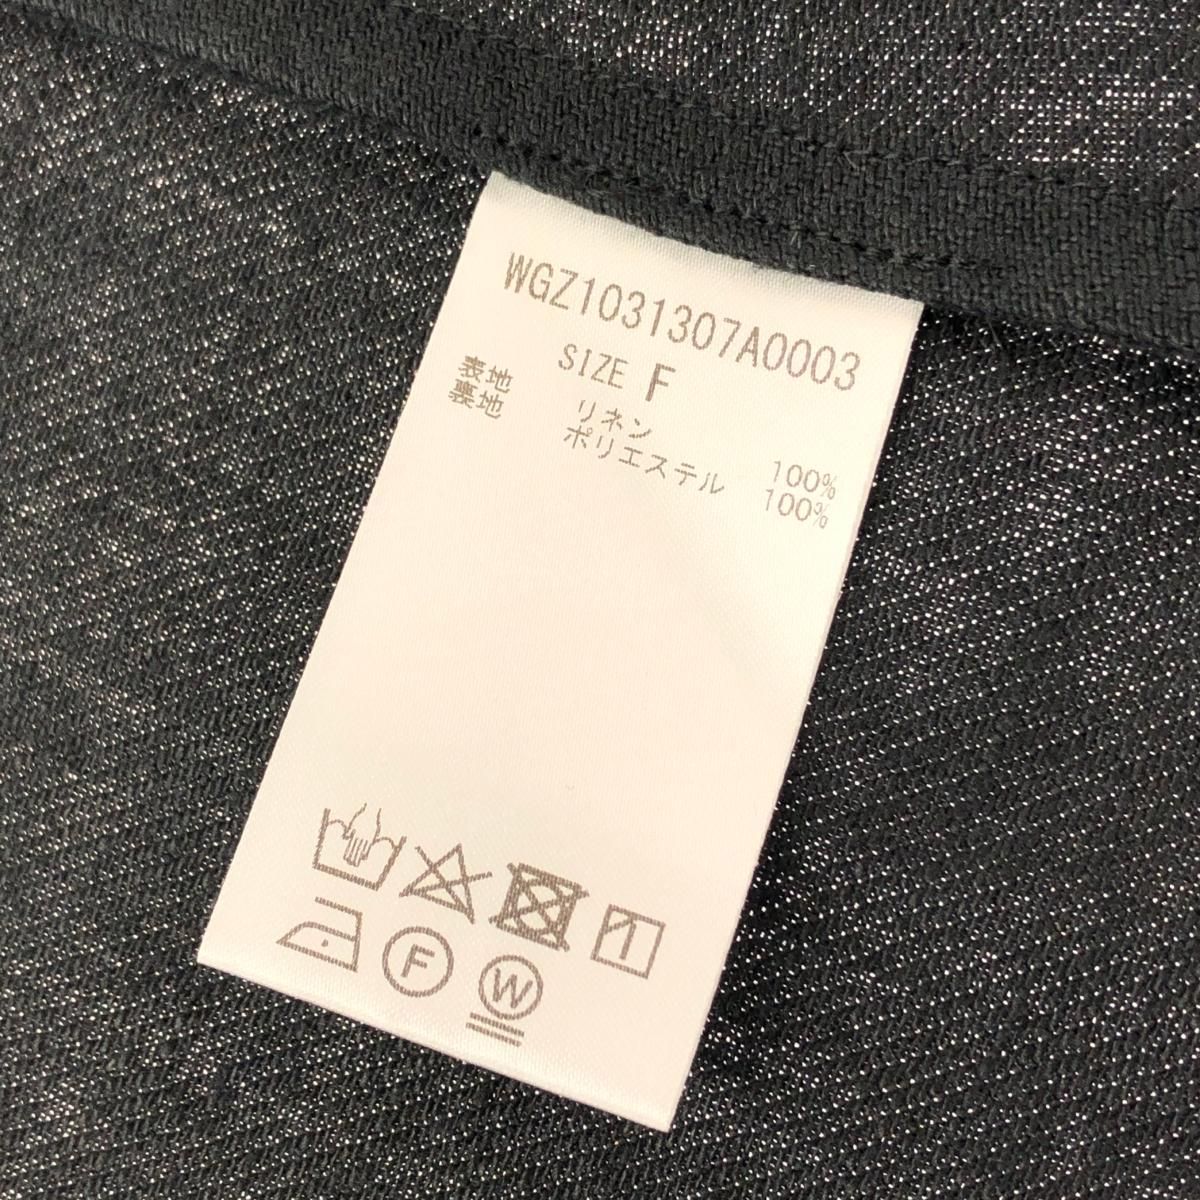 WGZ1031307A0003
SIZE F
表地 リネン 100%
裏地 ポリエステル 100%
F
W